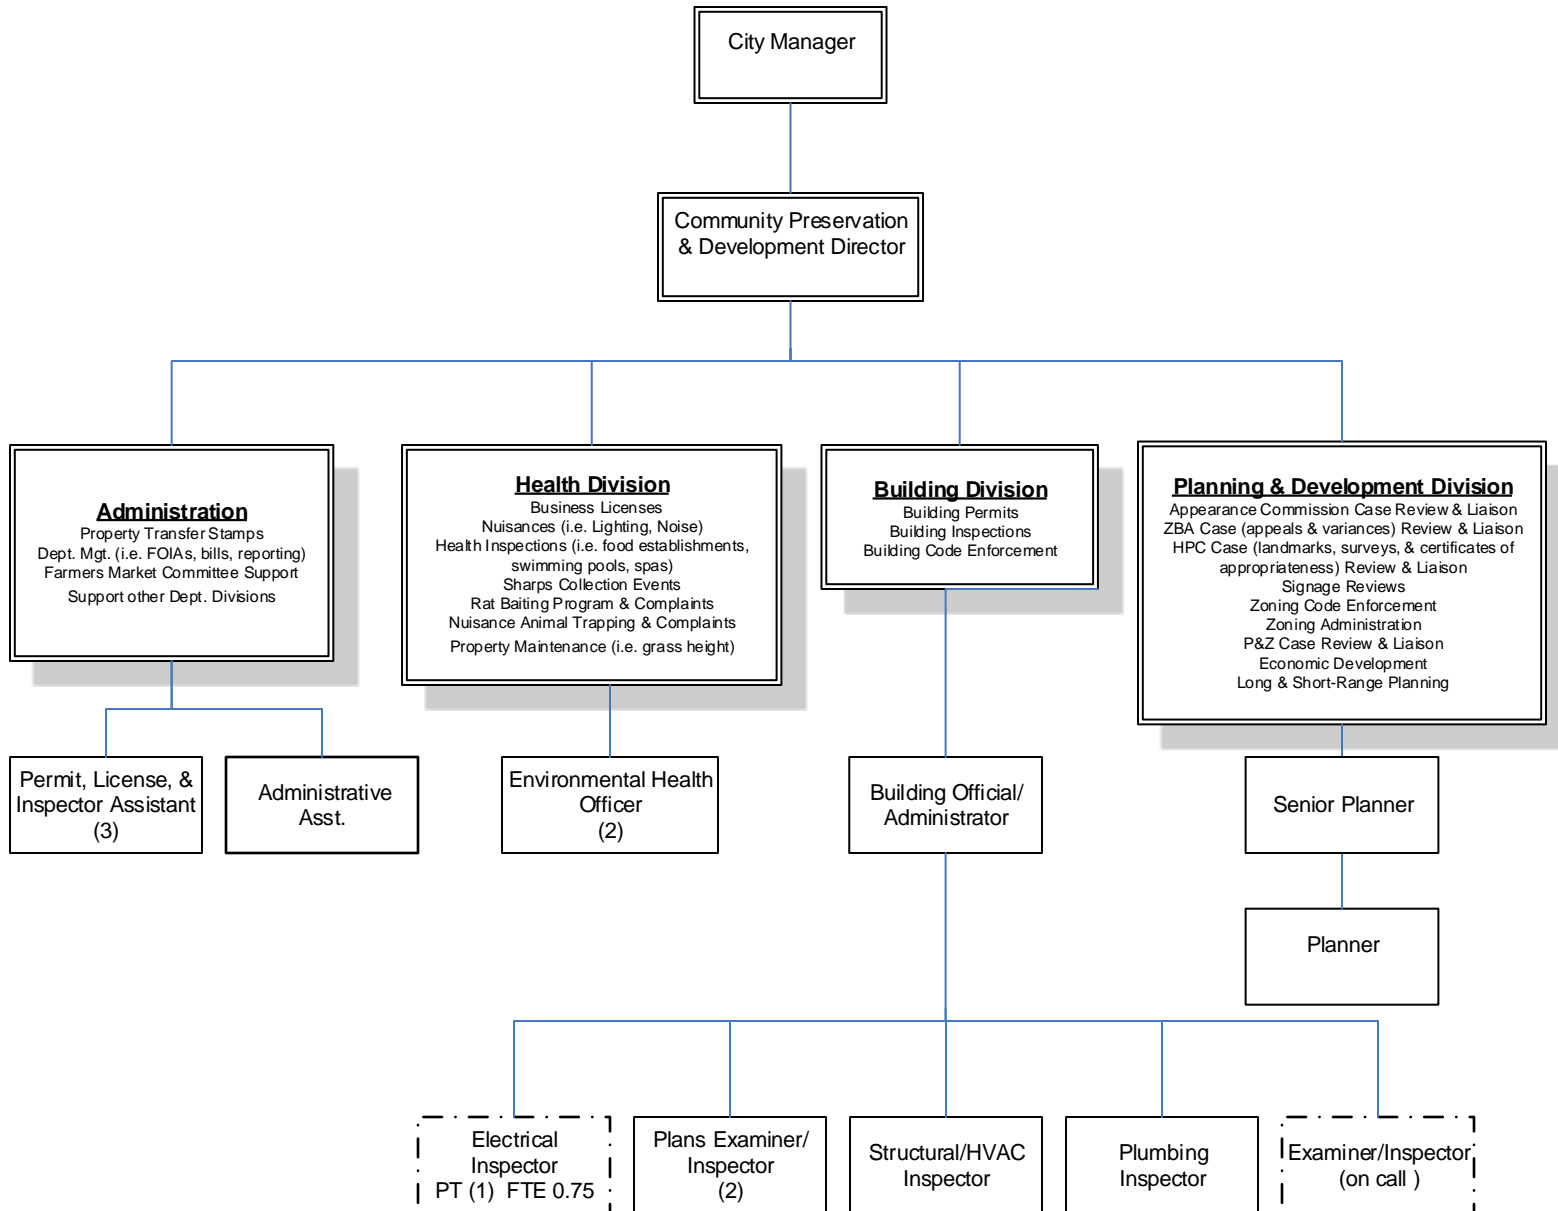 City Manager
Community Preservation
& Development Director
Administration
Property Transfer Stamps
Dept. Mgt. (i.e. FOIAs, bills, reporting)
Farmers Market Committee Support
Support other Dept. Divisions
Health Division
Business Licenses
Nuisances (i.e. Lighting, Noise)
Health Inspections (i.e. food establishments,
swimming pools, spas)
Sharps Collection Events
Rat Baiting Program & Complaints
Nuisance Animal Trapping & Complaints
Property Maintenance (i.e. grass height)
Building Division
Building Permits
Building Inspections
Building Code Enforcement
Planning & Development Division
Appearance Commission Case Review & Liaison
ZBA Case (appeals & variances) Review & Liaison
HPC Case (landmarks, surveys, & certificates of
appropriateness) Review & Liaison
Signage Reviews
Zoning Code Enforcement
Zoning Administration
P&Z Case Review & Liaison
Economic Development
Long & Short-Range Planning
Permit, License, &
Inspector Assistant
(3)
Administrative
Asst.
Environmental Health
Officer
(2)
Building Official/
Administrator
Senior Planner
Planner
Electrical
Inspector
PT (1) FTE 0.75
Plans Examiner/
Inspector
(2)
Structural/HVAC
Inspector
Plumbing
Inspector
Examiner/Inspector
(on call )